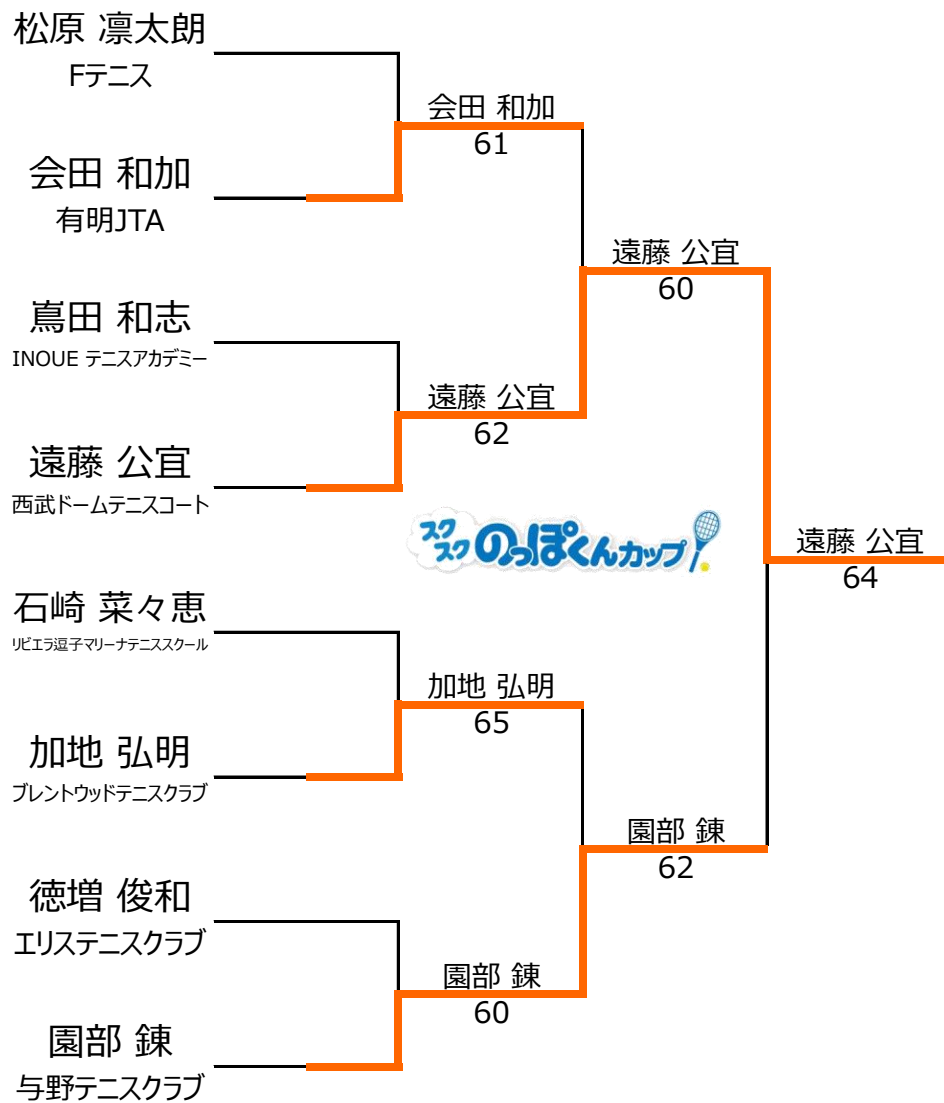 松原 凛太朗
Fテニス
会田 和加
61
会田 和加
有明JTA
遠藤 公宜
60
嶌田 和志
INOUE テニスアカデミー
遠藤 公宜
62
遠藤 公宜
西武ドームテニスコート
スクスク のっぽくんカップ
遠藤 公宜
64
石崎 菜々恵
リビエラ逗子マリーナテニススクール
加地 弘明
65
加地 弘明
ブレントウッドテニスクラブ
園部 錬
62
徳増 俊和
エリステニスクラブ
園部 錬
60
園部 錬
与野テニスクラブ